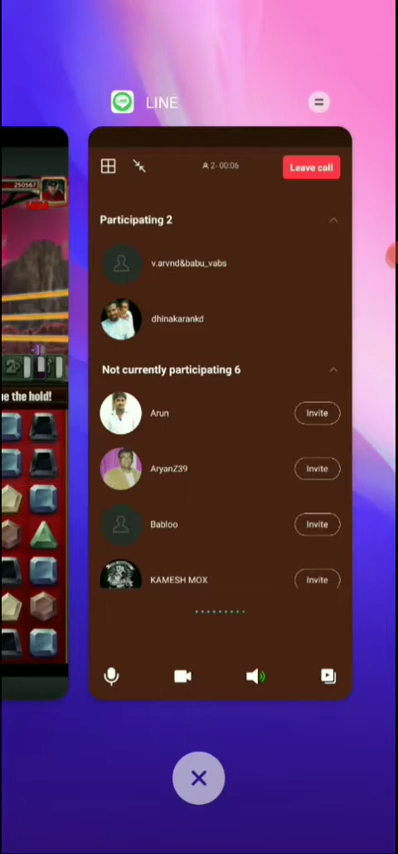 LINE
250567
2- 00:06
Leave call
Participating 2
v.arvnd&babu_vabs
dhinakarankd
e the hold!
Not currently participating 6
Arun
Invite
AryanZ39
Invite
Babloo
Invite
KAMESH MOX
Invite